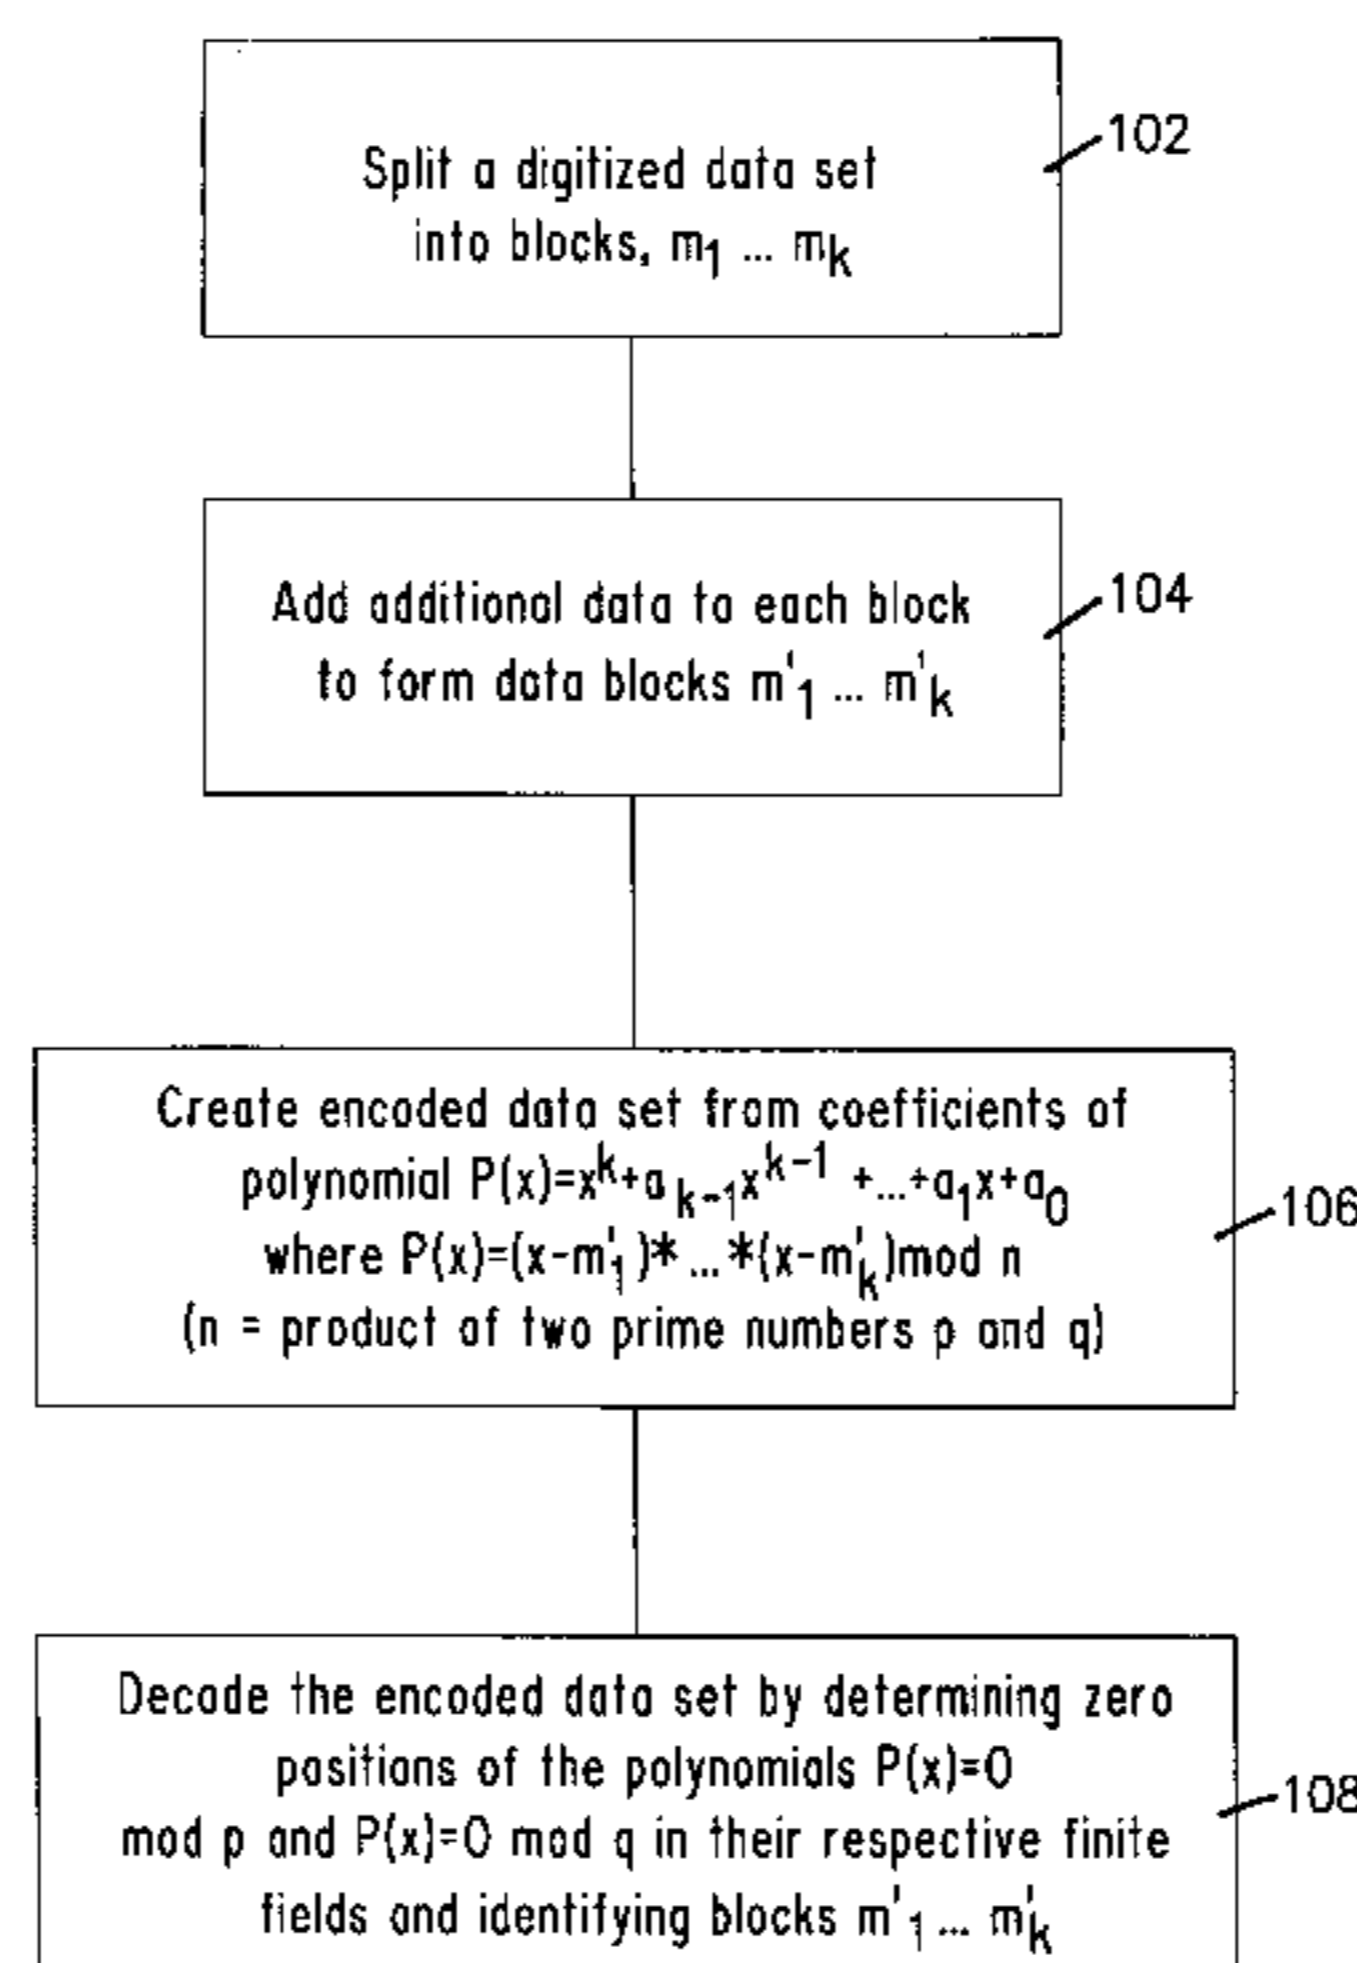 Split a digitized data set
into blocks, m₁ ... mₖ
102
Add additional data to each block
to form data blocks m'₁ ... m'ₖ
104
Create encoded data set from coefficients of
polynomial P(x)=xᵏ+aₖ₋₁xᵏ⁻¹ +...+a₁x+a₀
where P(x)=(x-m'₁)*...*(x-m'ₖ)mod n
(n = product of two prime numbers p and q)
106
Decode the encoded data set by determining zero
positions of the polynomials P(x)=0
mod p and P(x)=0 mod q in their respective finite
fields and identifying blocks m'₁ ... m'ₖ
108